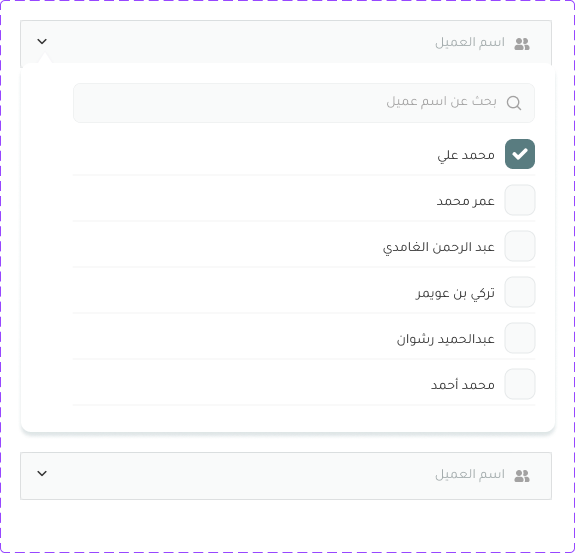 اسم العميل
بحث عن اسم عميل
محمد علي
عمر محمد
عبد الرحمن الغامدي
تركي بن عويمر
عبدالحميد رشوان
محمد أحمد
اسم العميل